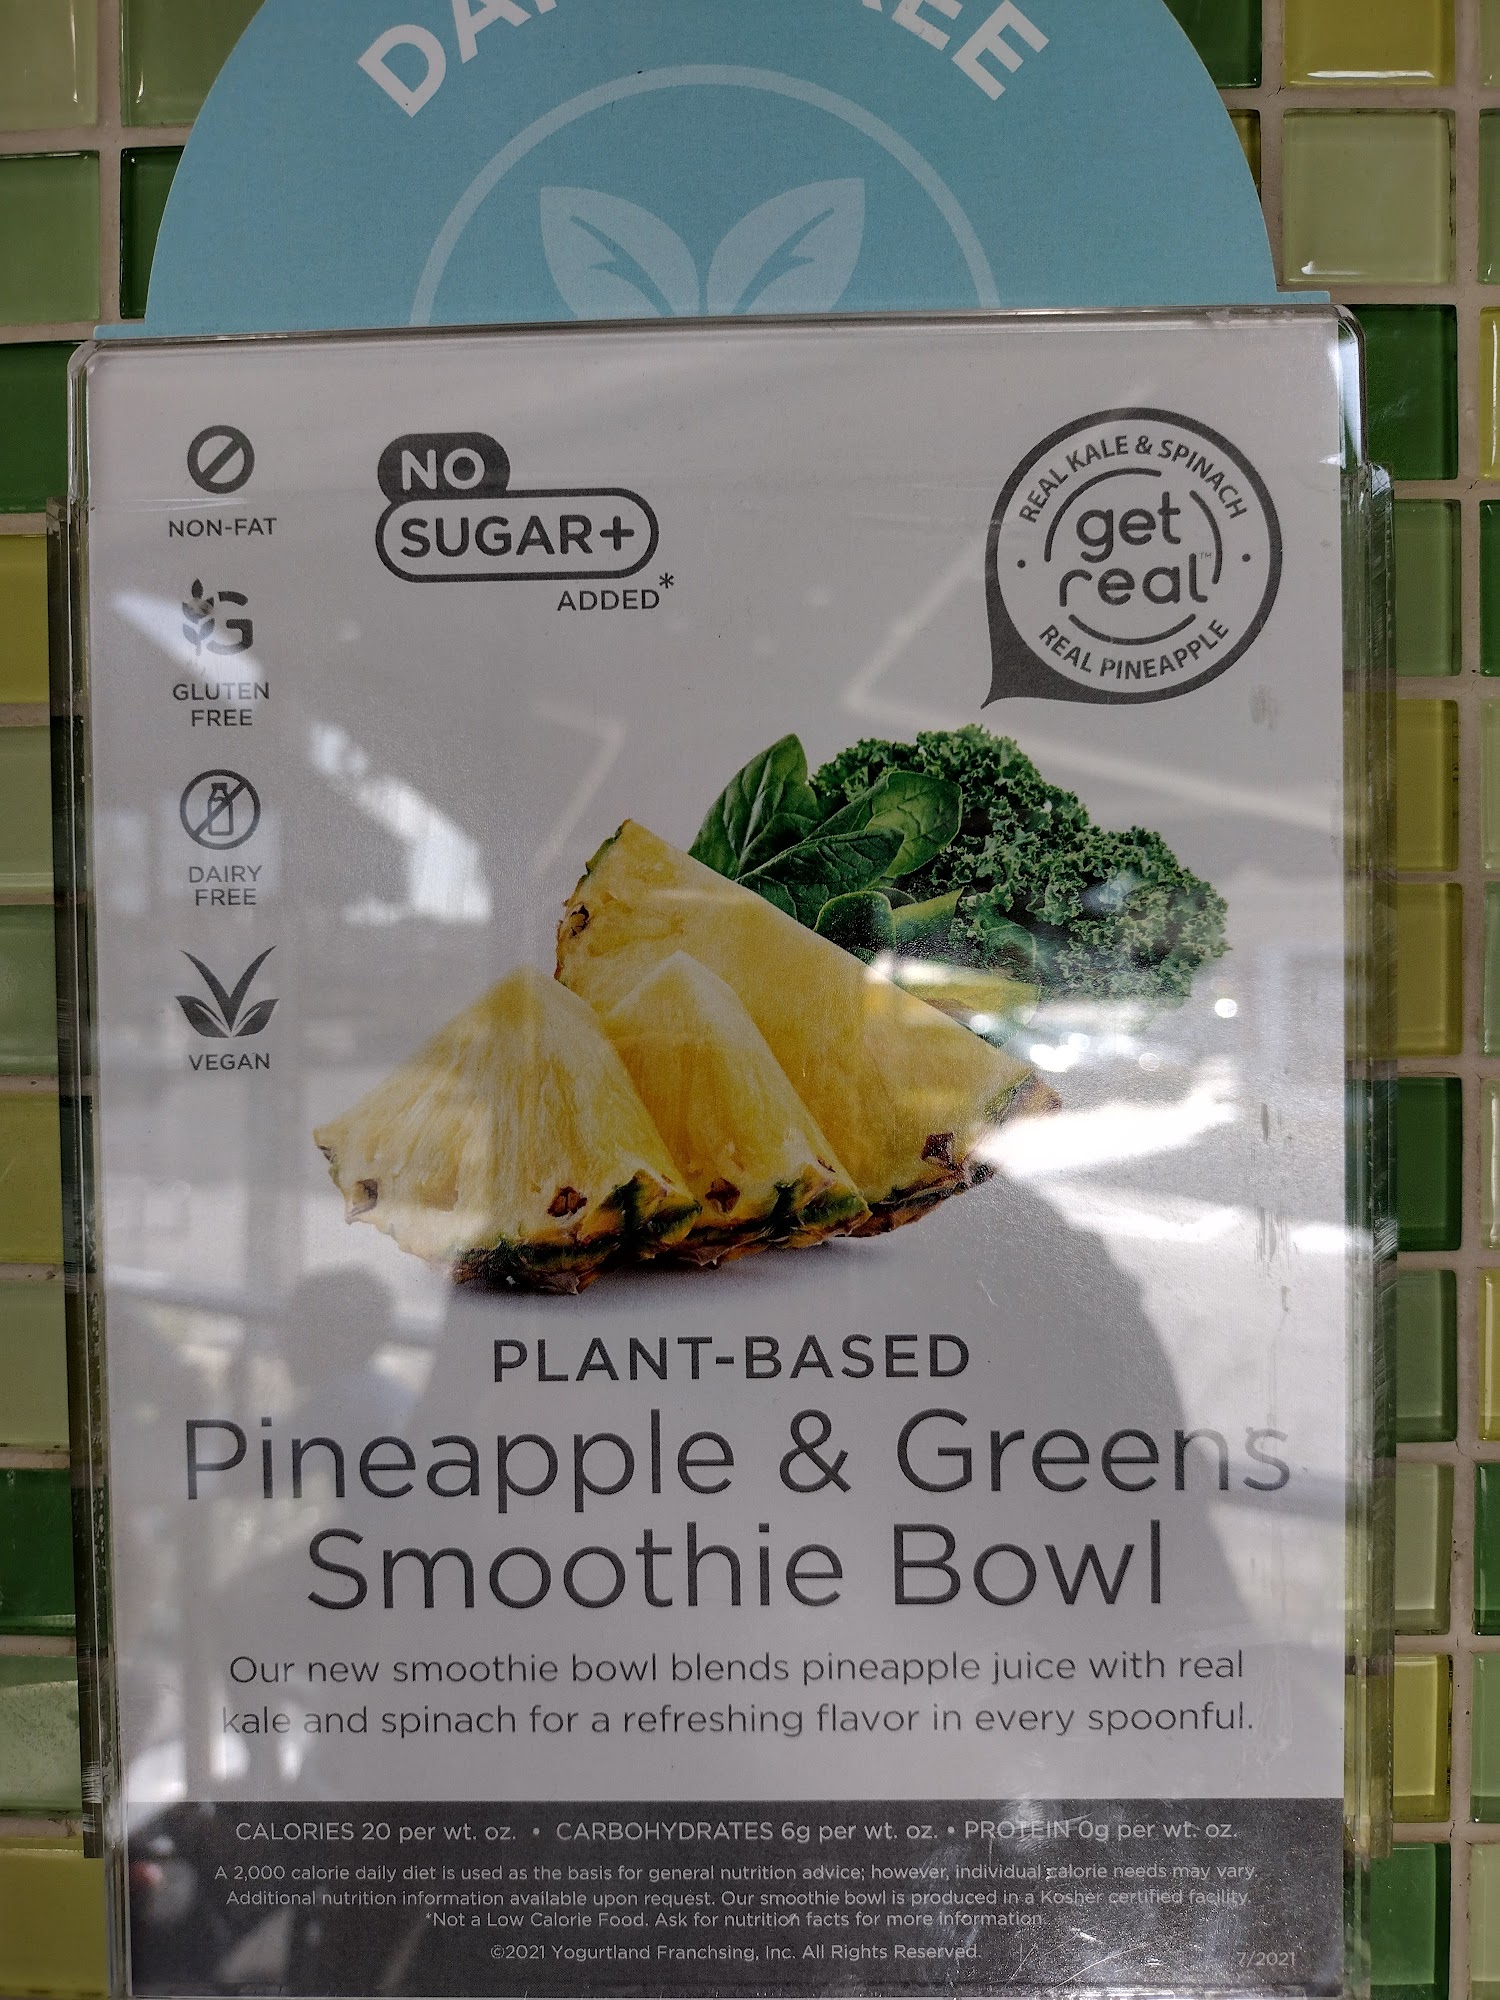 NO
SUGAR+
ADDED*
NON-FAT
GLUTEN
FREE
DAIRY
FREE
VEGAN
REAL KALE & SPINACH
get
real™
REAL PINEAPPLE
PLANT-BASED
Pineapple & Greens
Smoothie Bowl
Our new smoothie bowl blends pineapple juice with real
kale and spinach for a refreshing flavor in every spoonful.
CALORIES 20 per wt. oz. • CARBOHYDRATES 6g per wt. oz. • PROTEIN 0g per wt. oz.
A 2,000 calorie daily diet is used as the basis for general nutrition advice; however, individual calorie needs may vary.
Additional nutrition information available upon request. Our smoothie bowl is produced in a Kosher certified facility.
*Not a Low Calorie Food. Ask for nutrition facts for more information.
©2021 Yogurtland Franchsing, Inc. All Rights Reserved.
7/2021